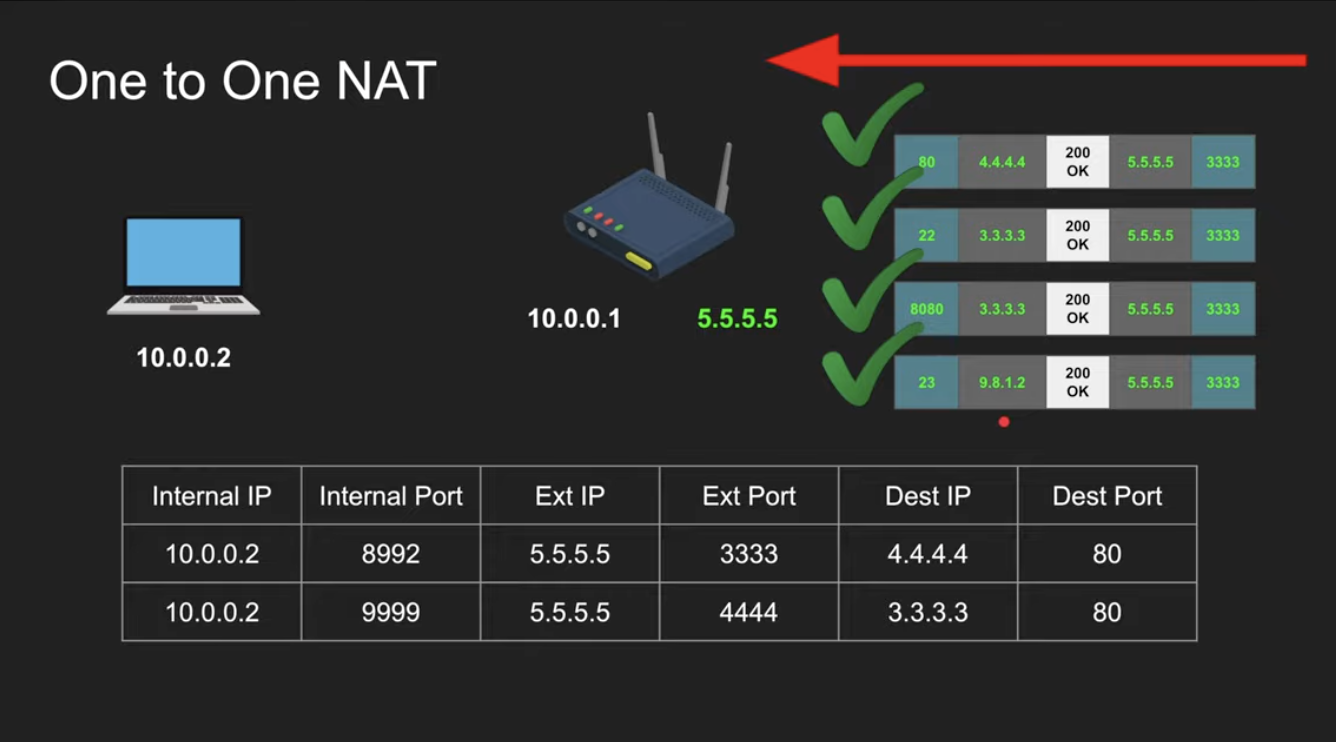 One to One NAT
80 4.4.4.4 200 OK 5.5.5.5 3333
22 3.3.3.3 200 OK 5.5.5.5 3333
8080 3.3.3.3 200 OK 5.5.5.5 3333
23 9.8.1.2 200 OK 5.5.5.5 3333
10.0.0.1 5.5.5.5
10.0.0.2
Internal IP Internal Port Ext IP Ext Port Dest IP Dest Port
10.0.0.2 8992 5.5.5.5 3333 4.4.4.4 80
10.0.0.2 9999 5.5.5.5 4444 3.3.3.3 80